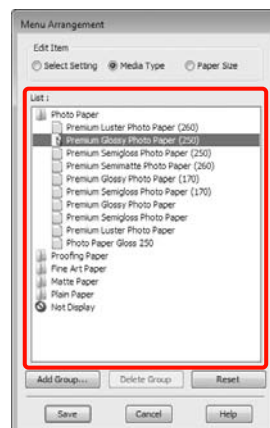 Menu Arrangement
Edit Item
Select Setting Media Type Paper Size
List :
Photo Paper
Premium Luster Photo Paper (260)
Premium Glossy Photo Paper (250)
Premium Semigloss Photo Paper (250)
Premium Semimatte Photo Paper (260)
Premium Glossy Photo Paper (170)
Premium Semigloss Photo Paper (170)
Premium Glossy Photo Paper
Premium Semigloss Photo Paper
Premium Luster Photo Paper
Photo Paper Gloss 250
Proofing Paper
Fine Art Paper
Matte Paper
Plain Paper
Not Display
Add Group... Delete Group Reset
Save Cancel Help